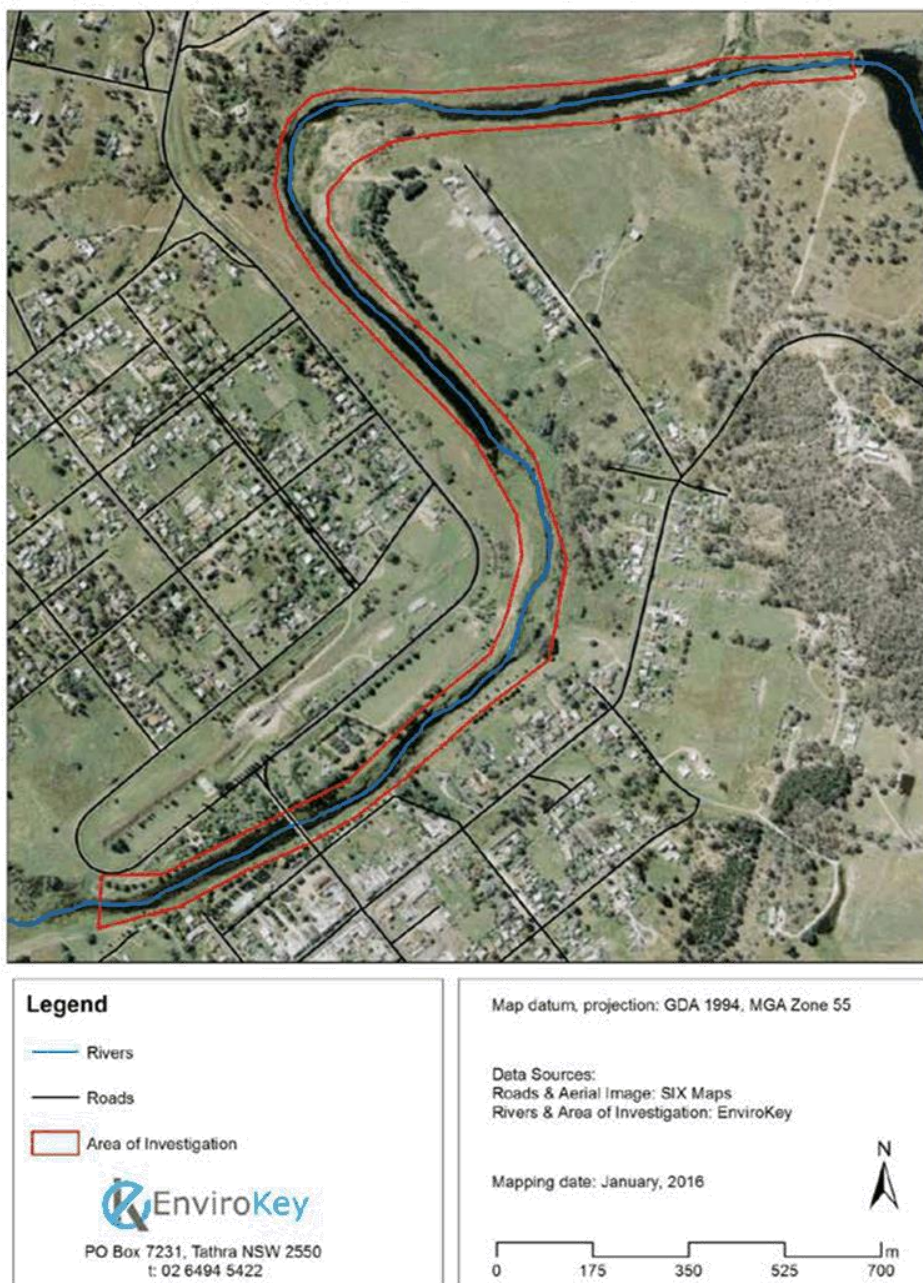 Legend
Rivers
Roads
Area of Investigation
EnviroKey
PO Box 7231, Tathra NSW 2550
t: 02 6494 5422
Map datum, projection: GDA 1994, MGA Zone 55
Data Sources:
Roads & Aerial Image: SIX Maps
Rivers & Area of Investigation: EnviroKey
Mapping date: January, 2016
N
m
0 175 350 525 700